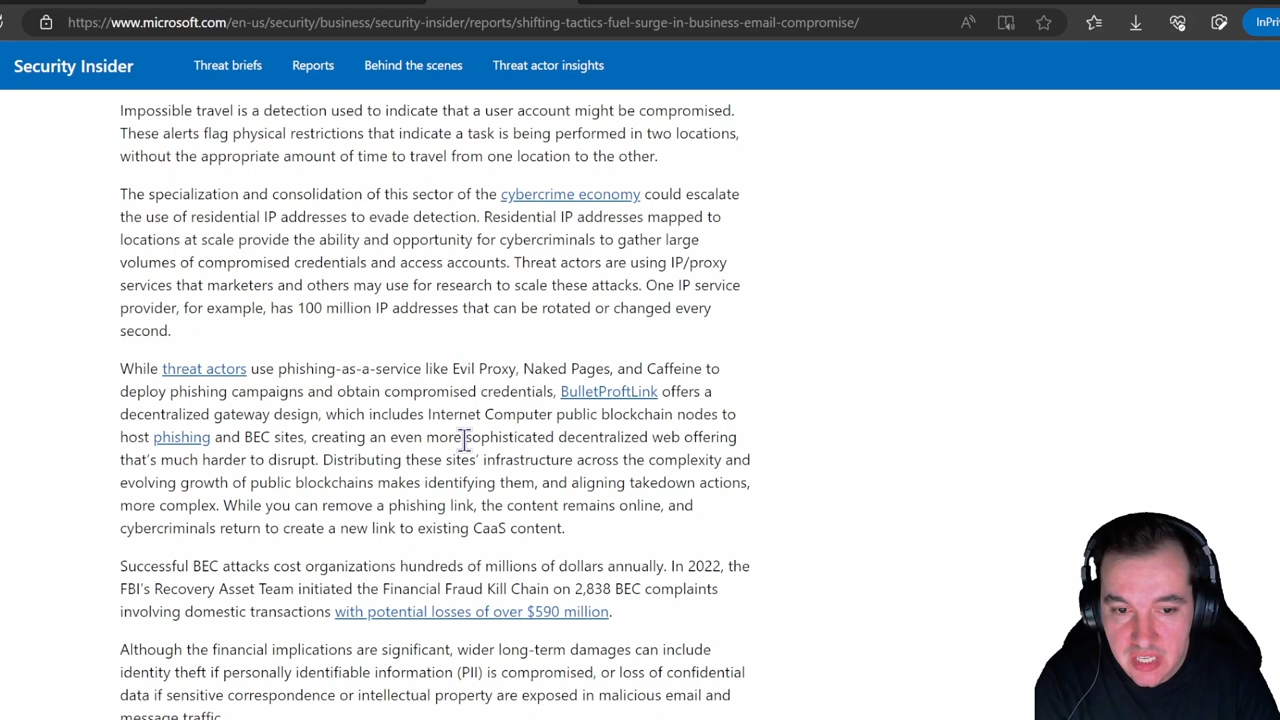 https://www.microsoft.com/en-us/security/business/security-insider/reports/shifting-tactics-fuel-surge-in-business-email-compromise/
InPri
Security Insider Threat briefs Reports Behind the scenes Threat actor insights
Impossible travel is a detection used to indicate that a user account might be compromised.
These alerts flag physical restrictions that indicate a task is being performed in two locations,
without the appropriate amount of time to travel from one location to the other.
The specialization and consolidation of this sector of the cybercrime economy could escalate
the use of residential IP addresses to evade detection. Residential IP addresses mapped to
locations at scale provide the ability and opportunity for cybercriminals to gather large
volumes of compromised credentials and access accounts. Threat actors are using IP/proxy
services that marketers and others may use for research to scale these attacks. One IP service
provider, for example, has 100 million IP addresses that can be rotated or changed every
second.
While threat actors use phishing-as-a-service like Evil Proxy, Naked Pages, and Caffeine to
deploy phishing campaigns and obtain compromised credentials, BulletProftLink offers a
decentralized gateway design, which includes Internet Computer public blockchain nodes to
host phishing and BEC sites, creating an even more sophisticated decentralized web offering
that's much harder to disrupt. Distributing these sites' infrastructure across the complexity and
evolving growth of public blockchains makes identifying them, and aligning takedown actions,
more complex. While you can remove a phishing link, the content remains online, and
cybercriminals return to create a new link to existing CaaS content.
Successful BEC attacks cost organizations hundreds of millions of dollars annually. In 2022, the
FBI's Recovery Asset Team initiated the Financial Fraud Kill Chain on 2,838 BEC complaints
involving domestic transactions with potential losses of over $590 million.
Although the financial implications are significant, wider long-term damages can include
identity theft if personally identifiable information (PII) is compromised, or loss of confidential
data if sensitive correspondence or intellectual property are exposed in malicious email and
message traffic.